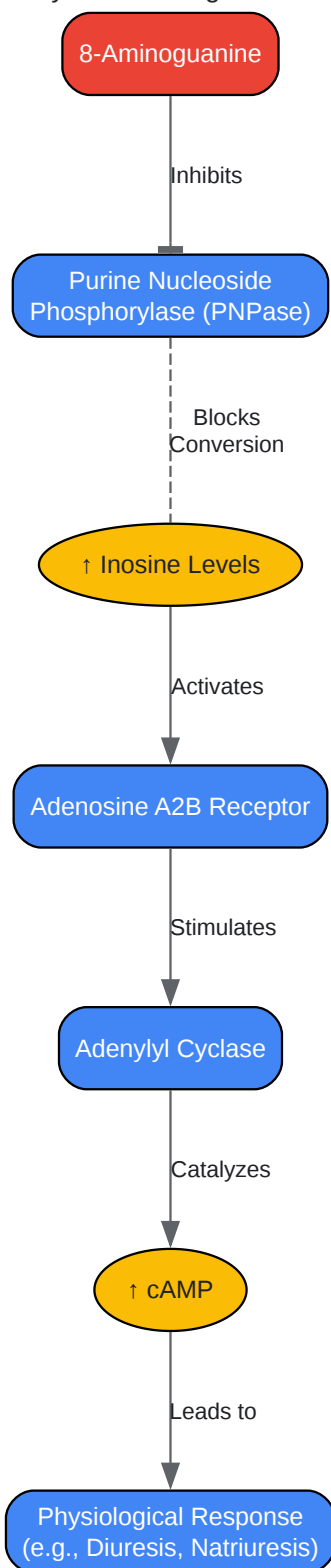 8-Aminoguanine
Inhibits
Purine Nucleoside
Phosphorylase (PNPase)
Blocks
Conversion
↑ Inosine Levels
Activates
Adenosine A2B Receptor
Stimulates
Adenylyl Cyclase
Catalyzes
↑ cAMP
Leads to
Physiological Response
(e.g., Diuresis, Natriuresis)